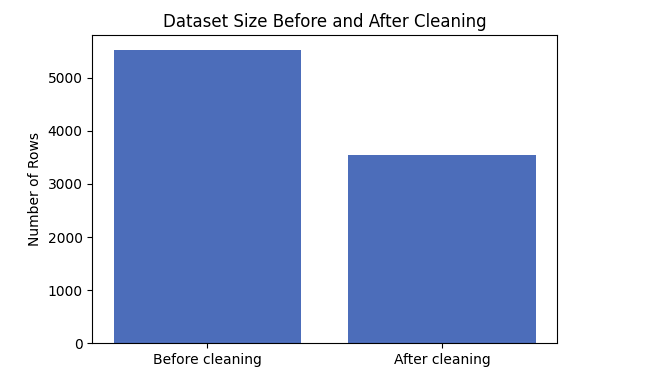 Dataset Size Before and After Cleaning
Number of Rows
5000
4000
3000
2000
1000
0
Before cleaning
After cleaning